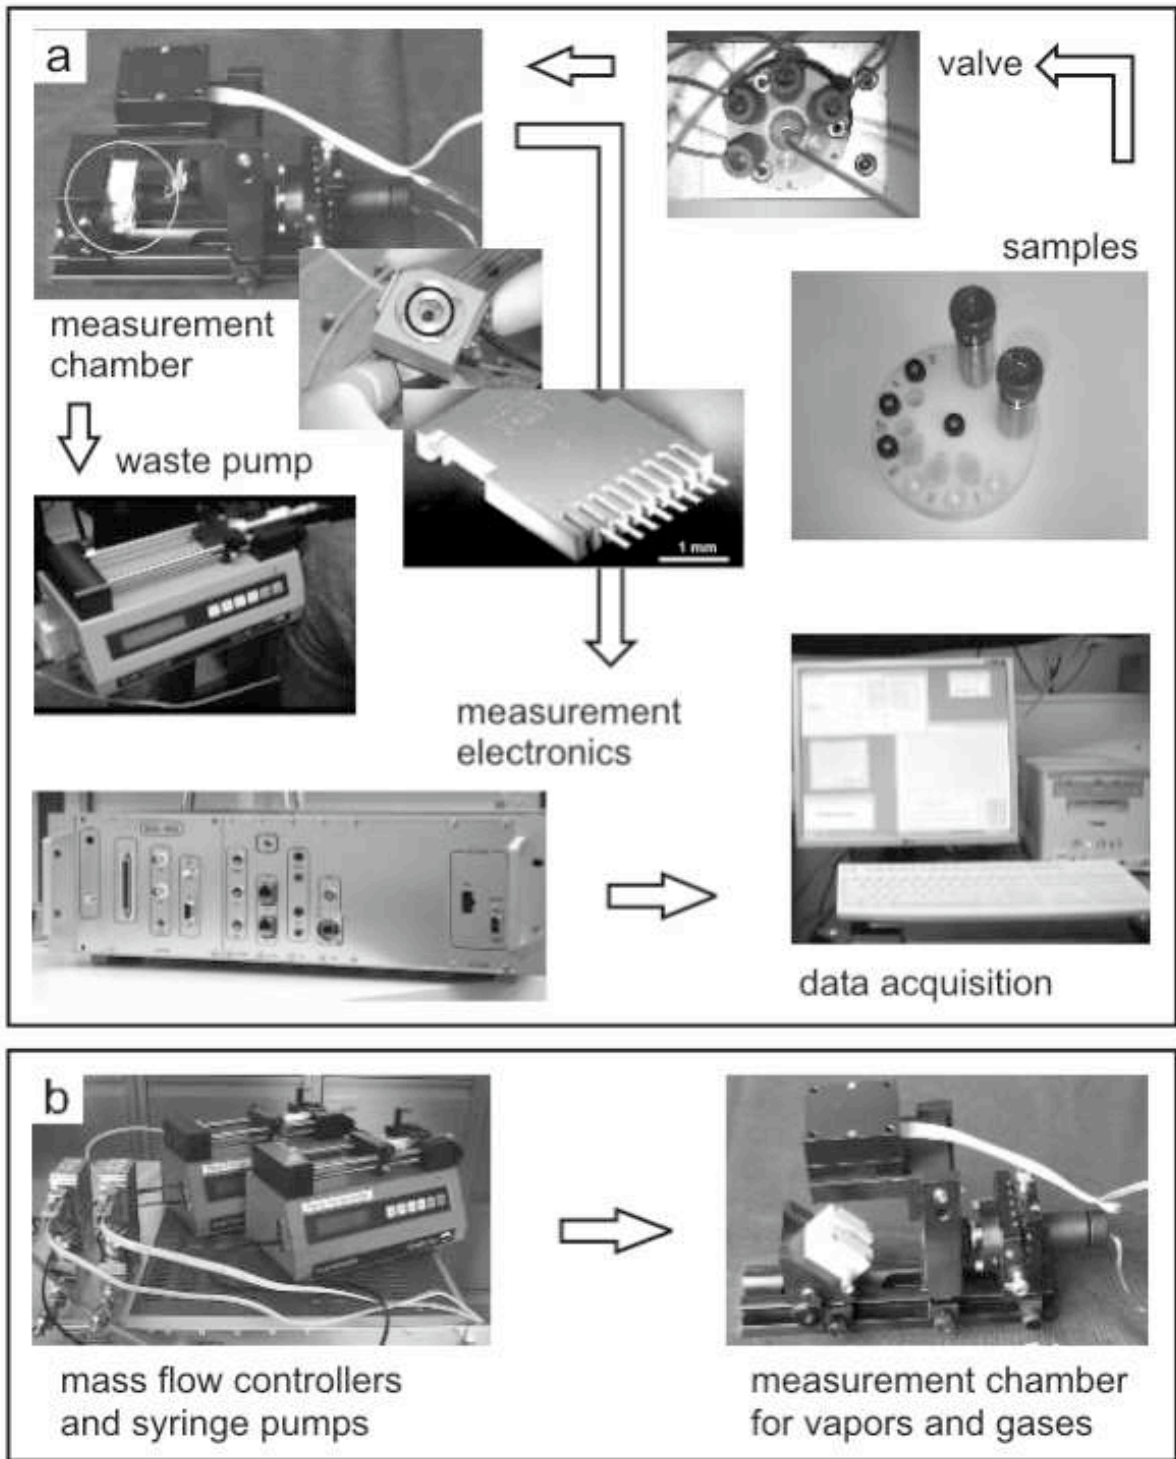 a
valve
samples
measurement
chamber
waste pump
1 mm
measurement
electronics
data acquisition
b
mass flow controllers
and syringe pumps
measurement chamber
for vapors and gases